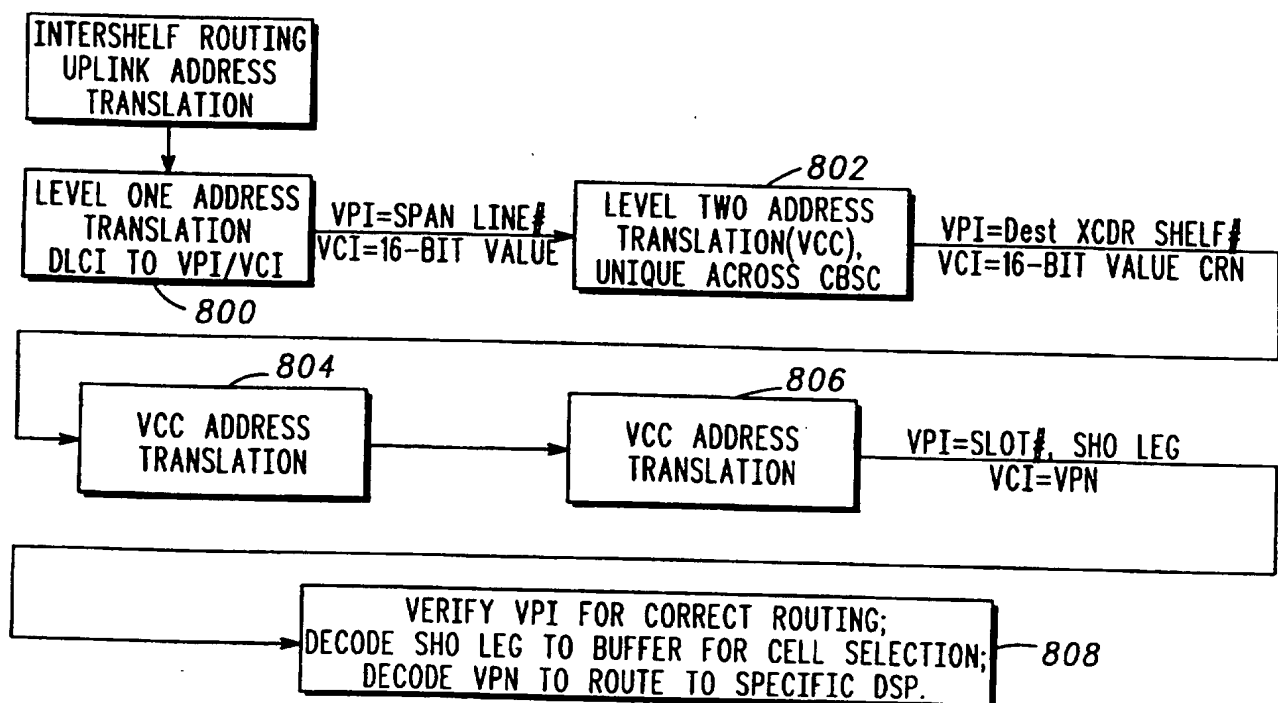 INTERSHELF ROUTING
UPLINK ADDRESS
TRANSLATION
LEVEL ONE ADDRESS
TRANSLATION
DLCI TO VPI/VCI
800
VPI=SPAN LINE#
VCI=16-BIT VALUE
802
LEVEL TWO ADDRESS
TRANSLATION(VCC),
UNIQUE ACROSS CBSC
VPI=Dest XCDR SHELF#
VCI=16-BIT VALUE CRN
804
VCC ADDRESS
TRANSLATION
806
VCC ADDRESS
TRANSLATION
VPI=SLOT#, SHO LEG
VCI=VPN
VERIFY VPI FOR CORRECT ROUTING;
DECODE SHO LEG TO BUFFER FOR CELL SELECTION;
DECODE VPN TO ROUTE TO SPECIFIC DSP.
808